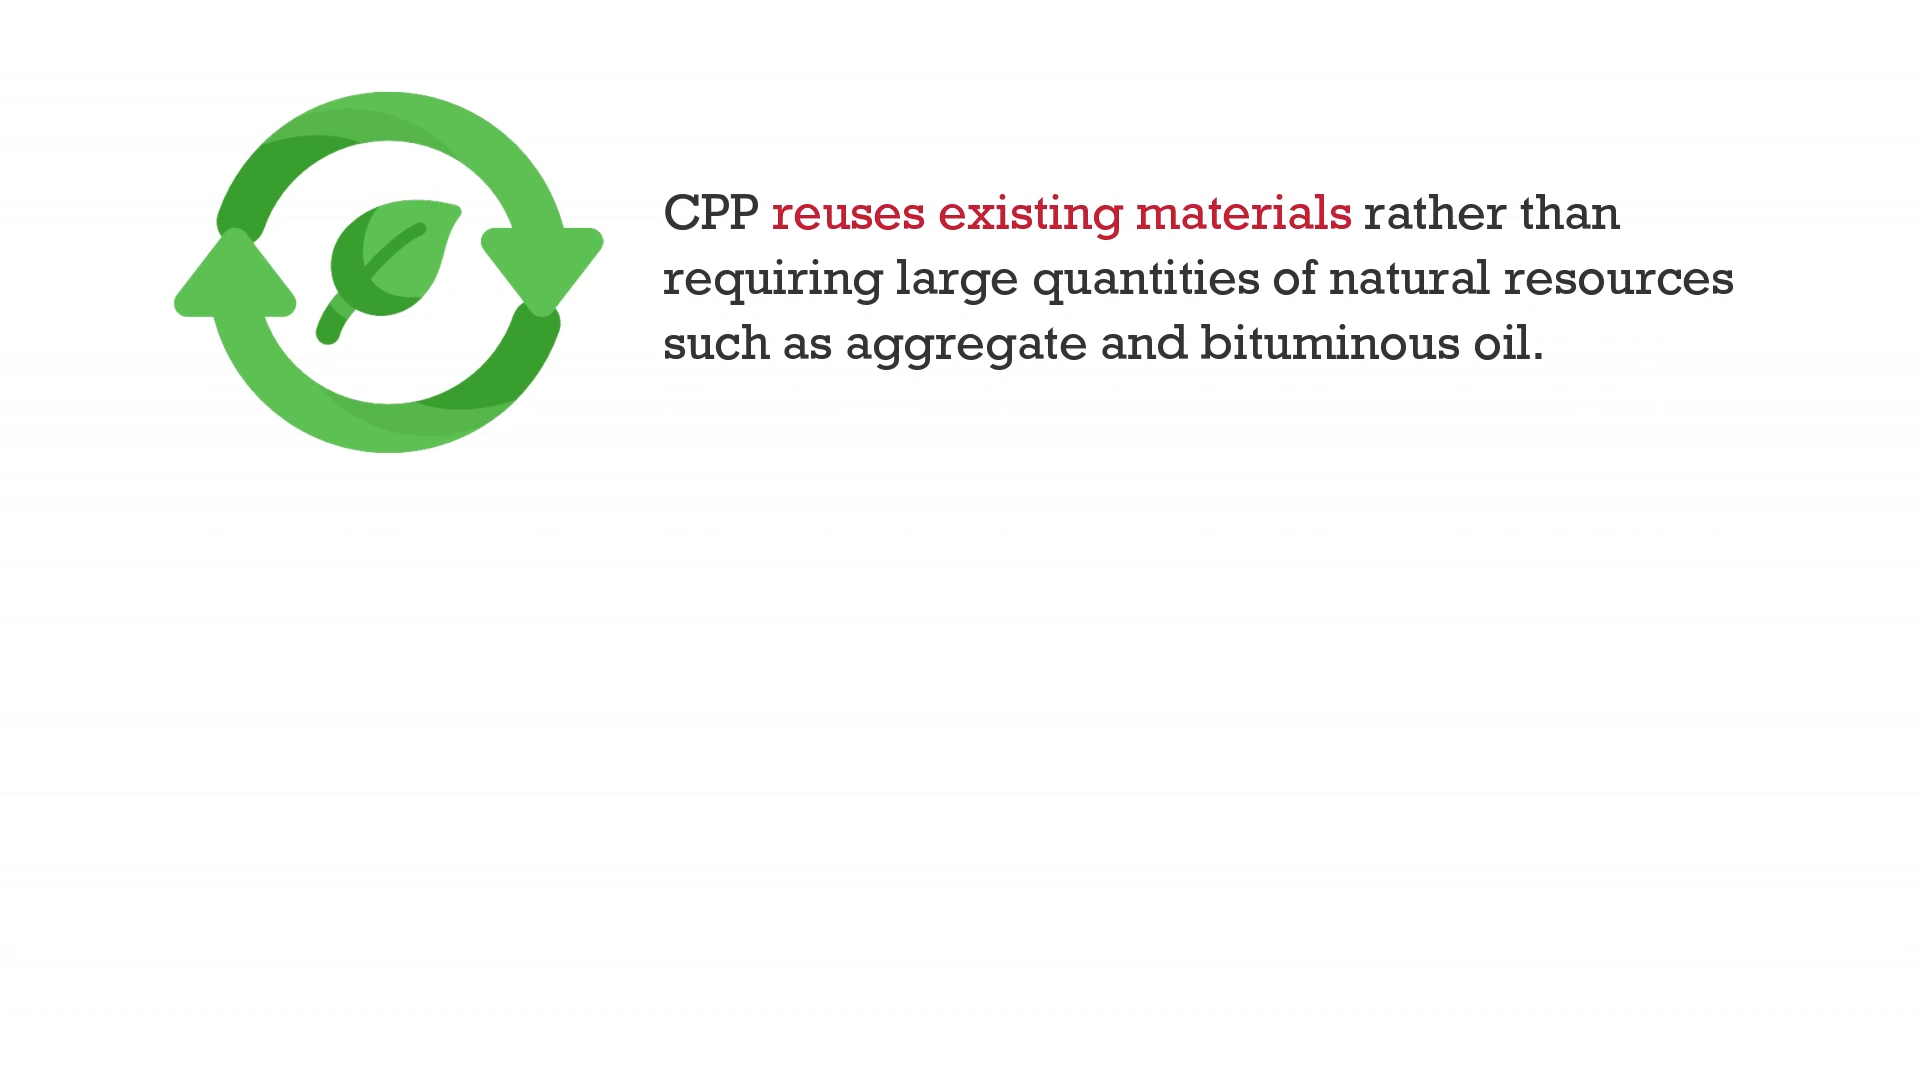 CPP reuses existing materials rather than
requiring large quantities of natural resources
such as aggregate and bituminous oil.